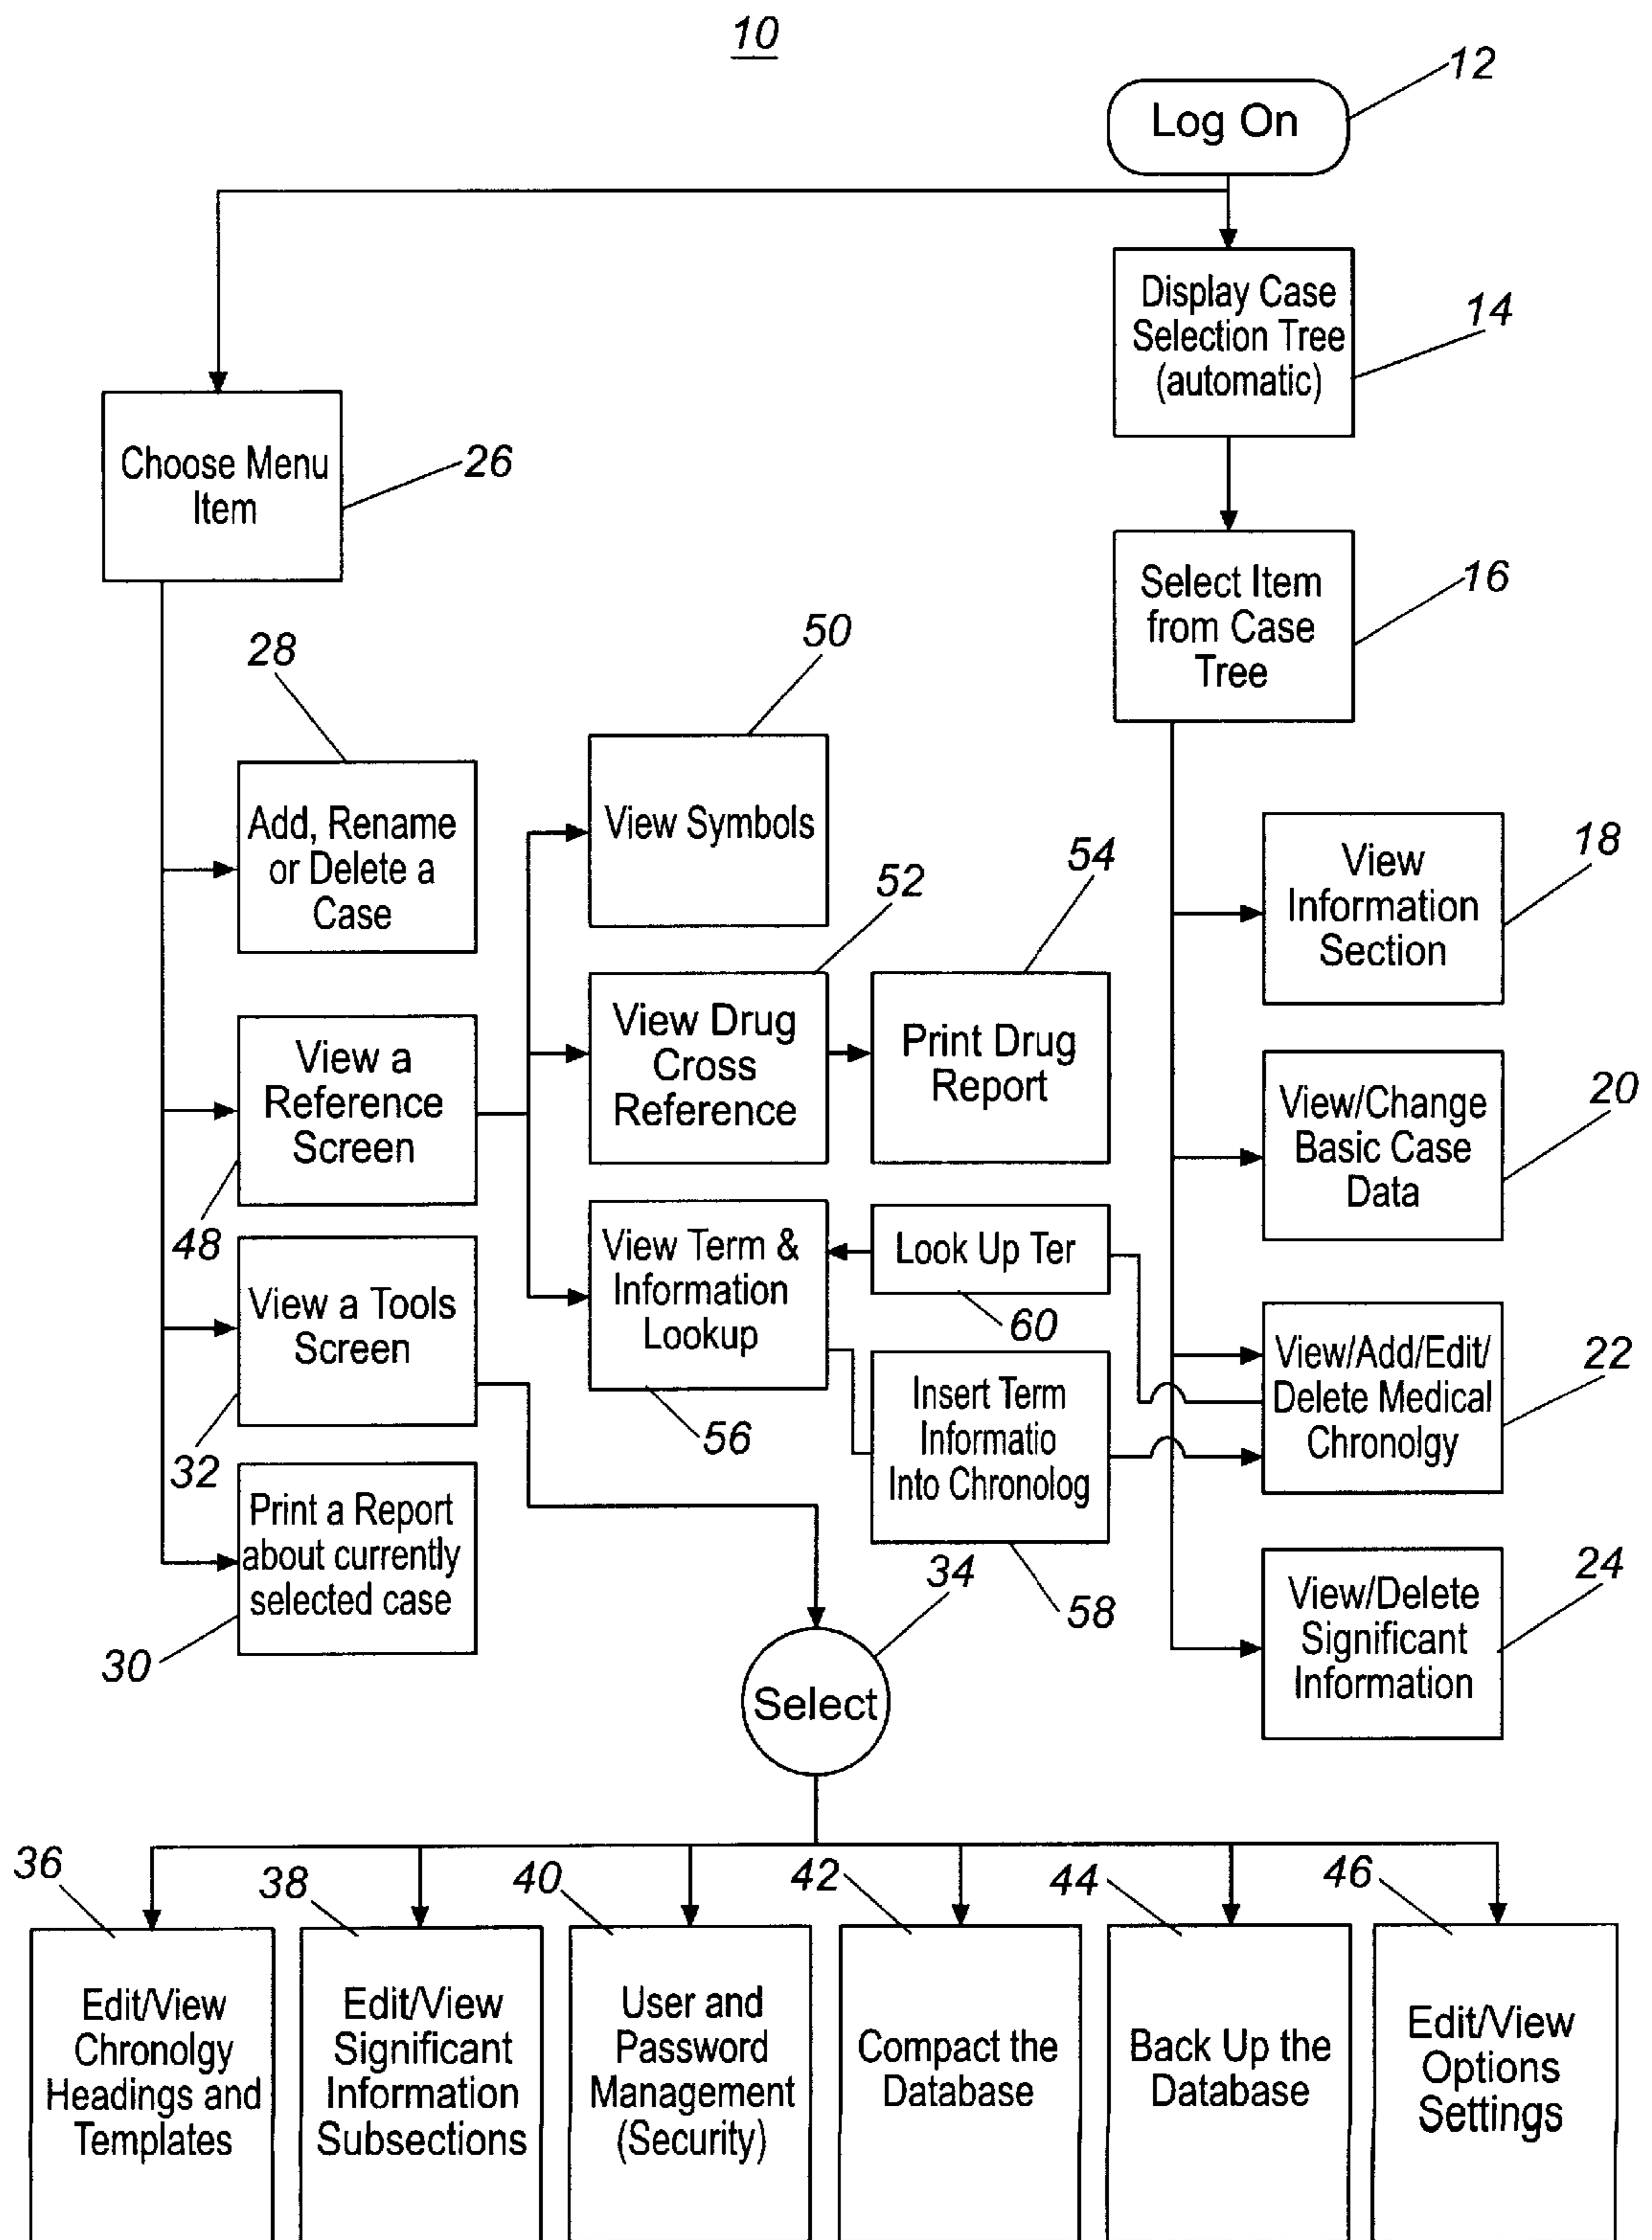 10
12
Log On
Display Case
Selection Tree
(automatic)
14
Choose Menu
Item
26
Select Item
from Case
Tree
16
28
Add, Rename
or Delete a
Case
50
View Symbols
View
Information
Section
18
View a
Reference
Screen
48
52
View Drug
Cross
Reference
54
Print Drug
Report
View/Change
Basic Case
Data
20
View a Tools
Screen
32
View Term &
Information
Lookup
56
Look Up Ter
60
Insert Term
Informatio
Into Chronolog
58
View/Add/Edit/
Delete Medical
Chronolgy
22
Print a Report
about currently
selected case
30
34
Select
View/Delete
Significant
Information
24
36
Edit/View
Chronolgy
Headings and
Templates
38
Edit/View
Significant
Information
Subsections
40
User and
Password
Management
(Security)
42
Compact the
Database
44
Back Up the
Database
46
Edit/View
Options
Settings